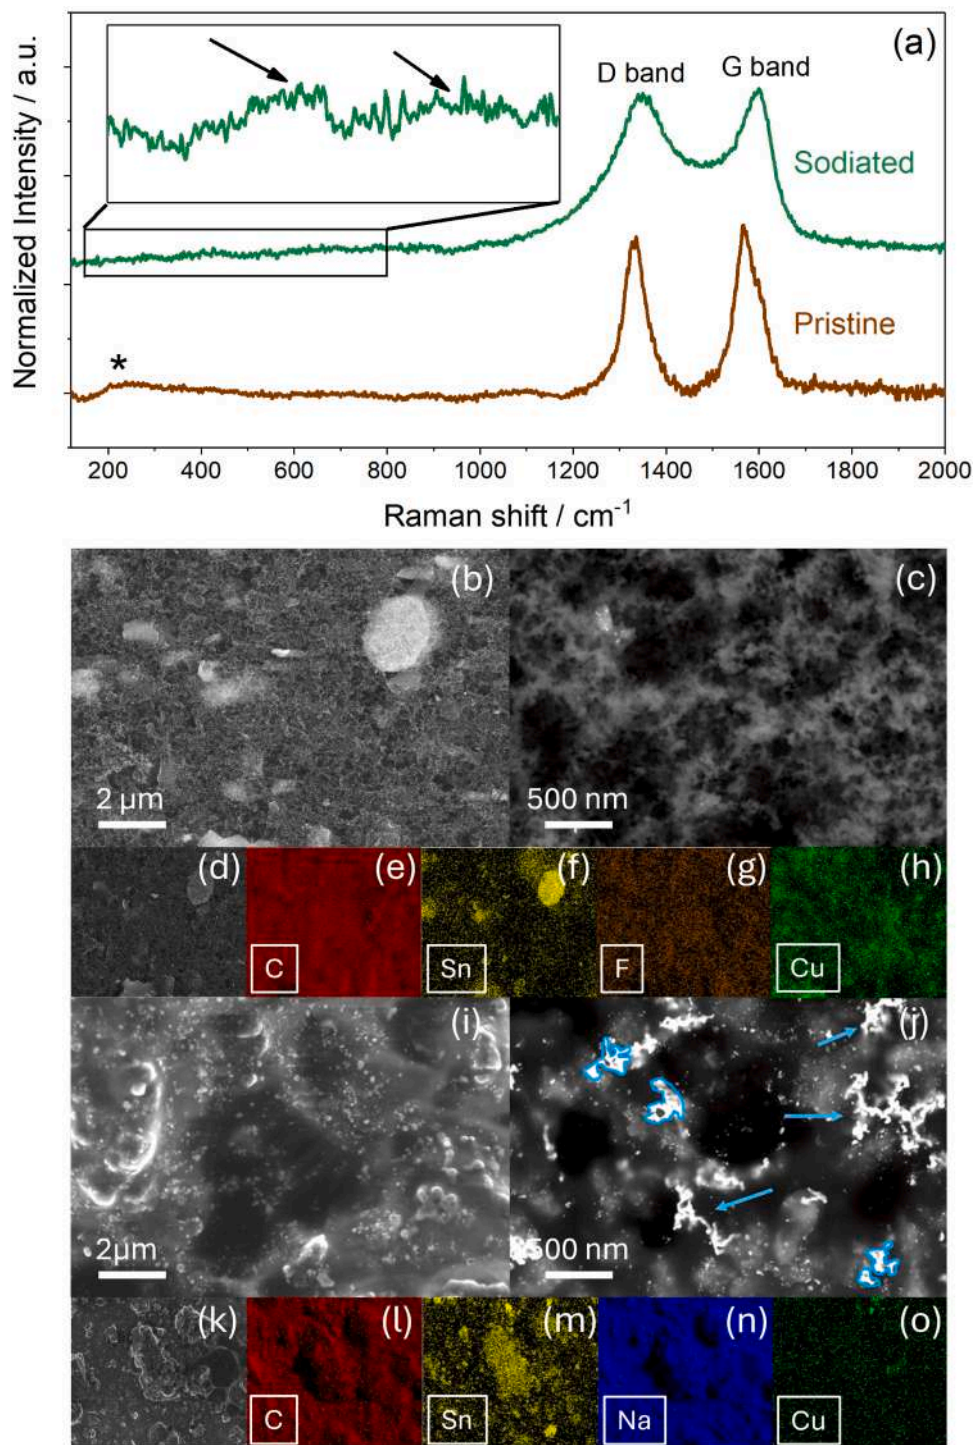 (a)
D band
G band
Sodiated
Pristine
*
Normalized Intensity / a.u.
200 400 600 800 1000 1200 1400 1600 1800 2000
Raman shift / cm⁻¹
(b)
2 µm
(c)
500 nm
(d)
(e)
C
(f)
Sn
(g)
F
(h)
Cu
(i)
2µm
(j)
500 nm
(k)
(l)
C
(m)
Sn
(n)
Na
(o)
Cu